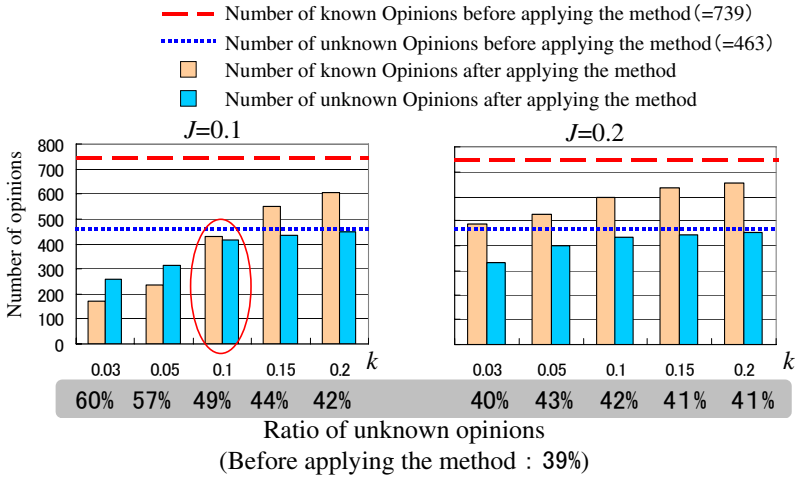 Number of known Opinions before applying the method(=739)
Number of unknown Opinions before applying the method(=463)
Number of known Opinions after applying the method
Number of unknown Opinions after applying the method
J=0.1
J=0.2
Number of opinions
800
700
600
500
400
300
200
100
0
0.03 0.05 0.1 0.15 0.2 k
0.03 0.05 0.1 0.15 0.2 k
60% 57% 49% 44% 42%
40% 43% 42% 41% 41%
Ratio of unknown opinions
(Before applying the method : 39%)